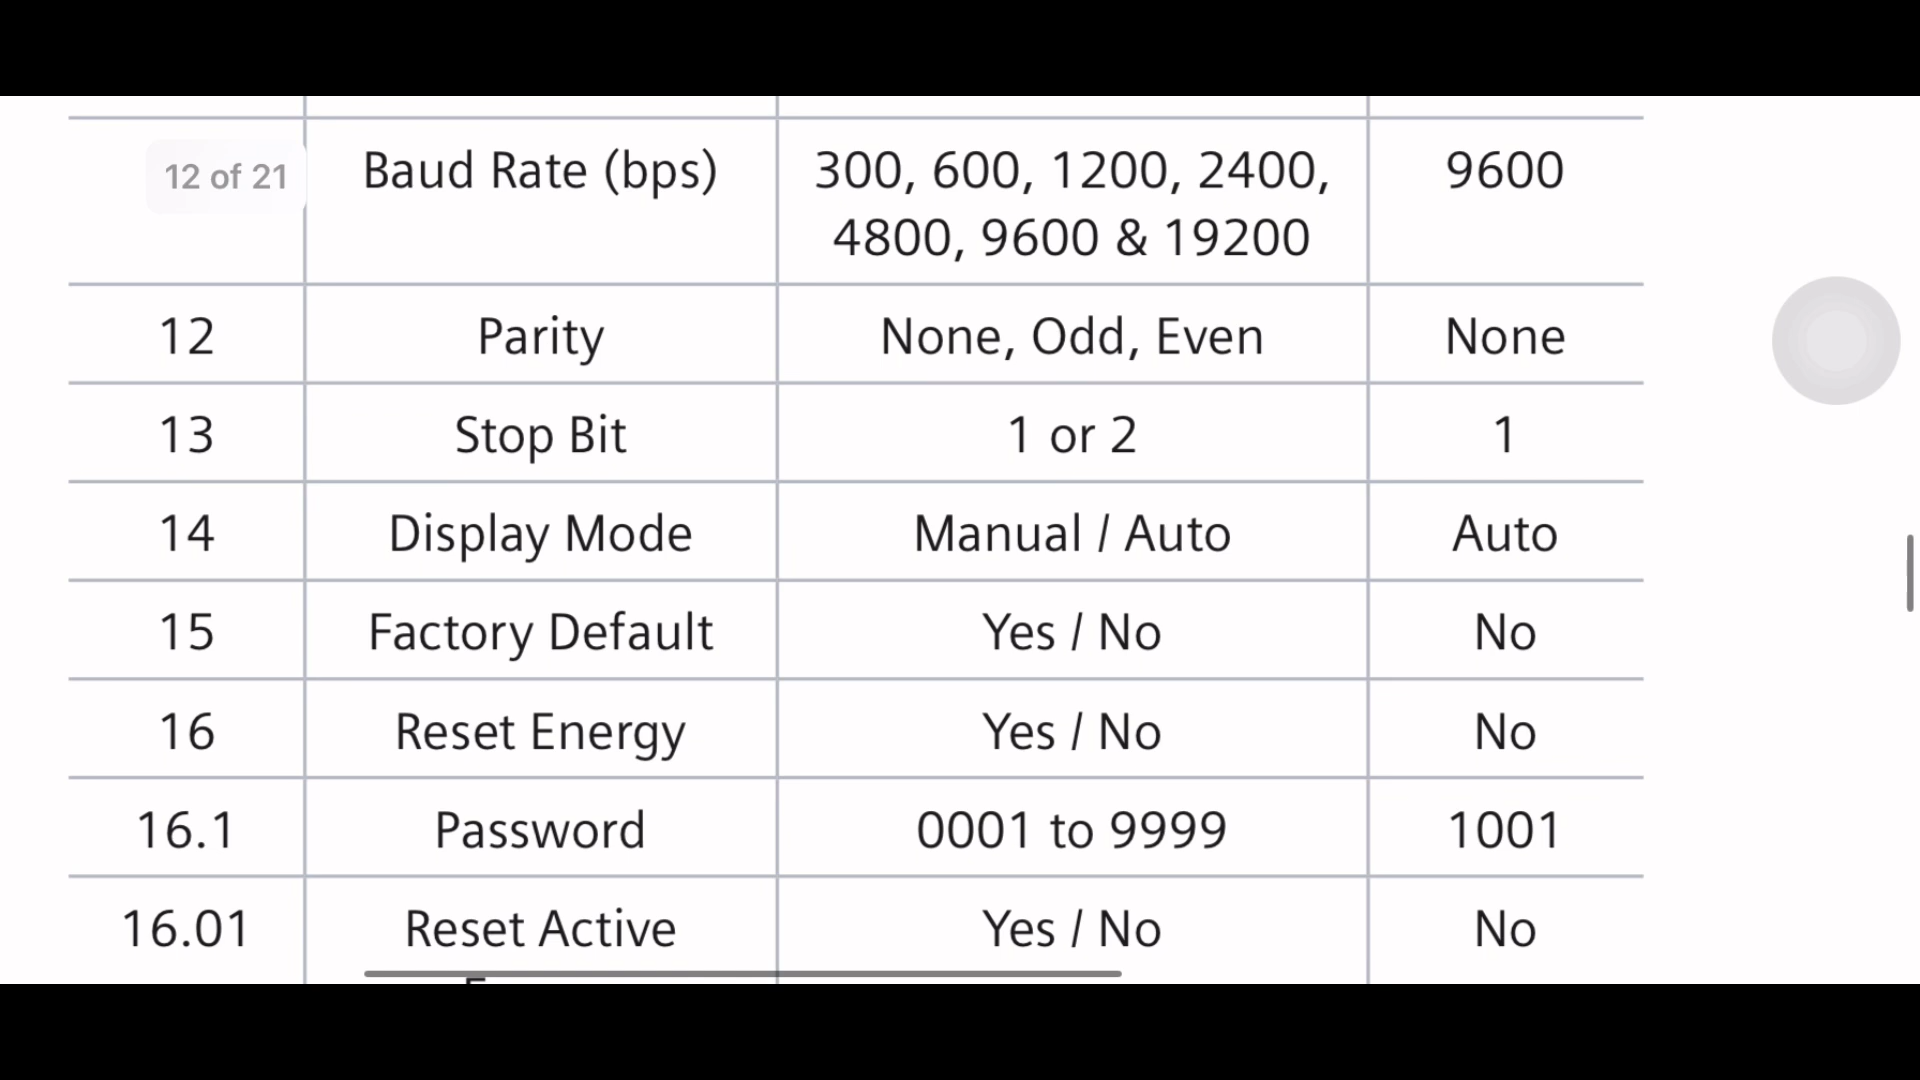 12 of 21
Baud Rate (bps) 300, 600, 1200, 2400, 9600
4800, 9600 & 19200
12 Parity None, Odd, Even None
13 Stop Bit 1 or 2 1
14 Display Mode Manual / Auto Auto
15 Factory Default Yes / No No
16 Reset Energy Yes / No No
16.1 Password 0001 to 9999 1001
16.01 Reset Active Yes / No No